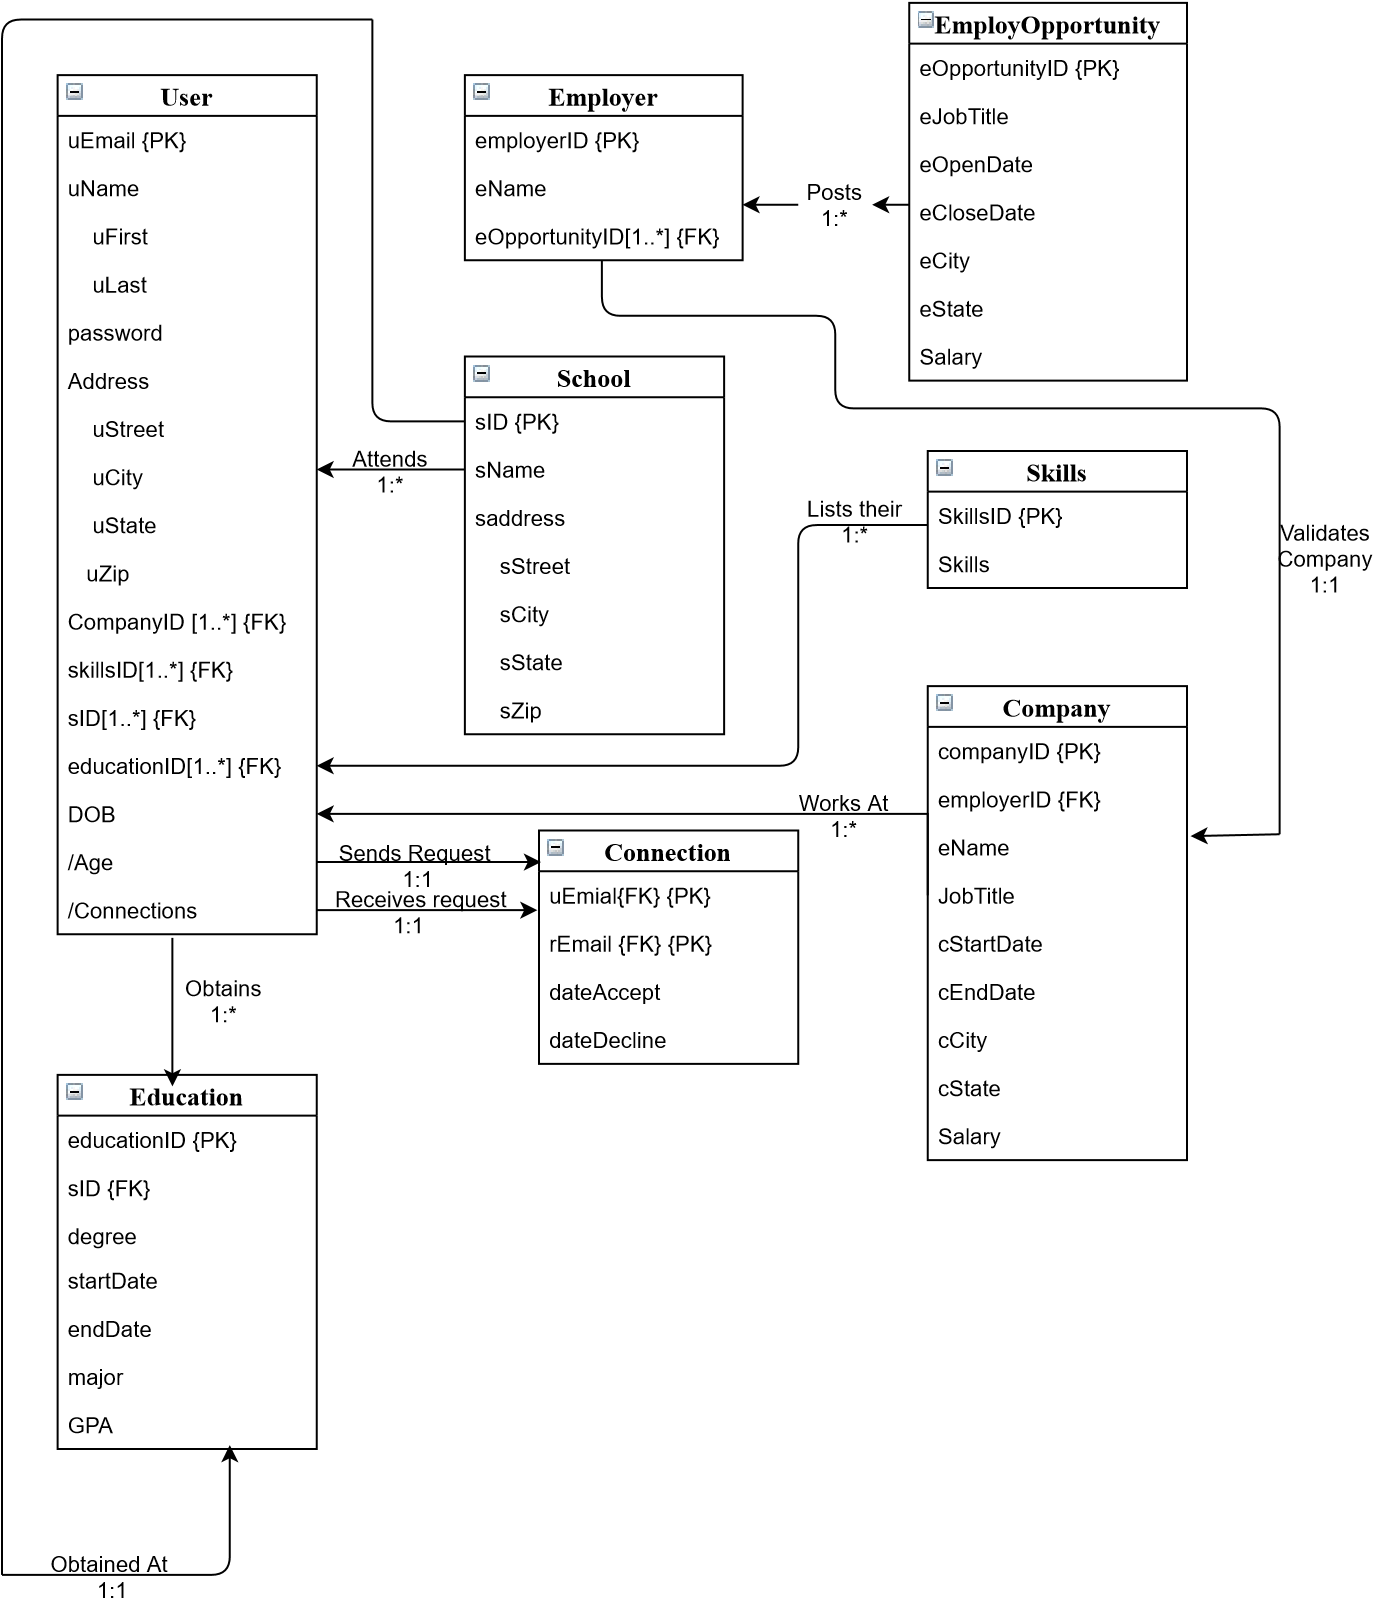 User
uEmail {PK}
uName
uFirst
uLast
password
Address
uStreet
uCity
uState
uZip
CompanyID [1..*] {FK}
skillsID[1..*] {FK}
sID[1..*] {FK}
educationID[1..*] {FK}
DOB
/Age
/Connections
Employer
employerID {PK}
eName
eOpportunityID[1..*] {FK}
Posts
1:*
EmployOpportunity
eOpportunityID {PK}
eJobTitle
eOpenDate
eCloseDate
eCity
eState
Salary
School
sID {PK}
sName
saddress
sStreet
sCity
sState
sZip
Attends
1:*
Lists their
1:*
Skills
SkillsID {PK}
Skills
Validates
Company
1:1
Works At
1:*
Company
companyID {PK}
employerID {FK}
eName
JobTitle
cStartDate
cEndDate
cCity
cState
Salary
Sends Request
1:1
Receives request
1:1
Connection
uEmial{FK} {PK}
rEmail {FK} {PK}
dateAccept
dateDecline
Obtains
1:*
Education
educationID {PK}
sID {FK}
degree
startDate
endDate
major
GPA
Obtained At
1:1